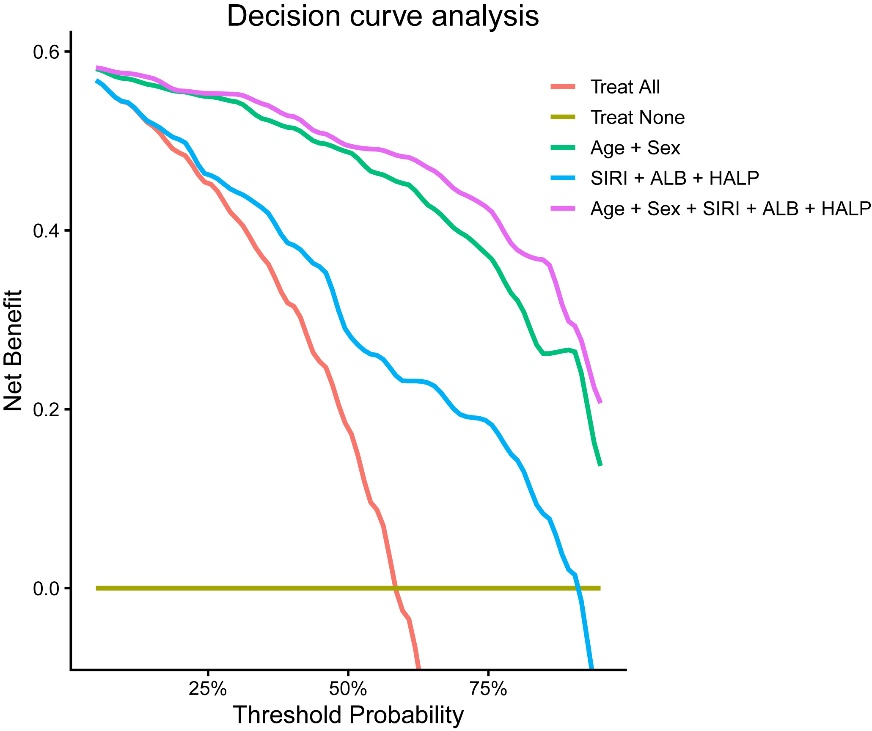 Decision curve analysis
0.6
0.4
0.2
0.0
Net Benefit
Treat All
Treat None
Age + Sex
SIRI + ALB + HALP
Age + Sex + SIRI + ALB + HALP
25% 50% 75%
Threshold Probability